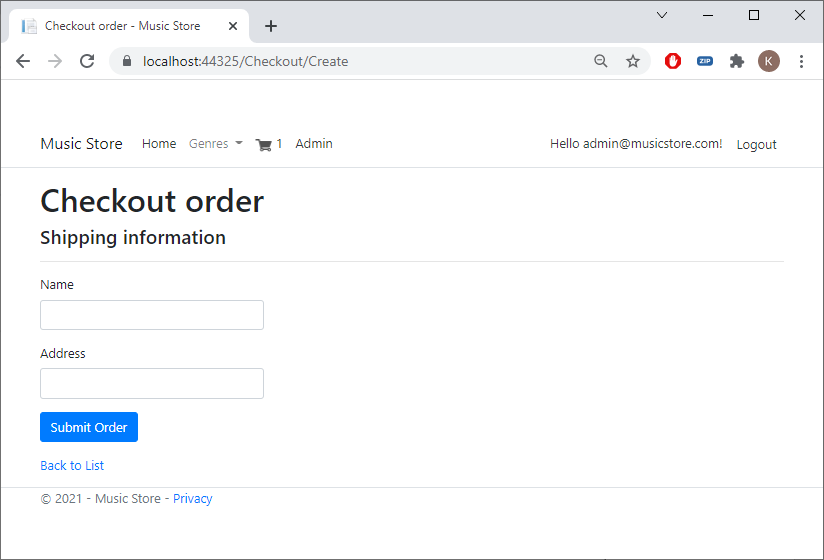 Checkout order - Music Store
localhost:44325/Checkout/Create
ZIP
K
Music Store Home Genres 1 Admin Hello admin@musicstore.com! Logout
Checkout order
Shipping information
Name
Address
Submit Order
Back to List
© 2021 - Music Store - Privacy